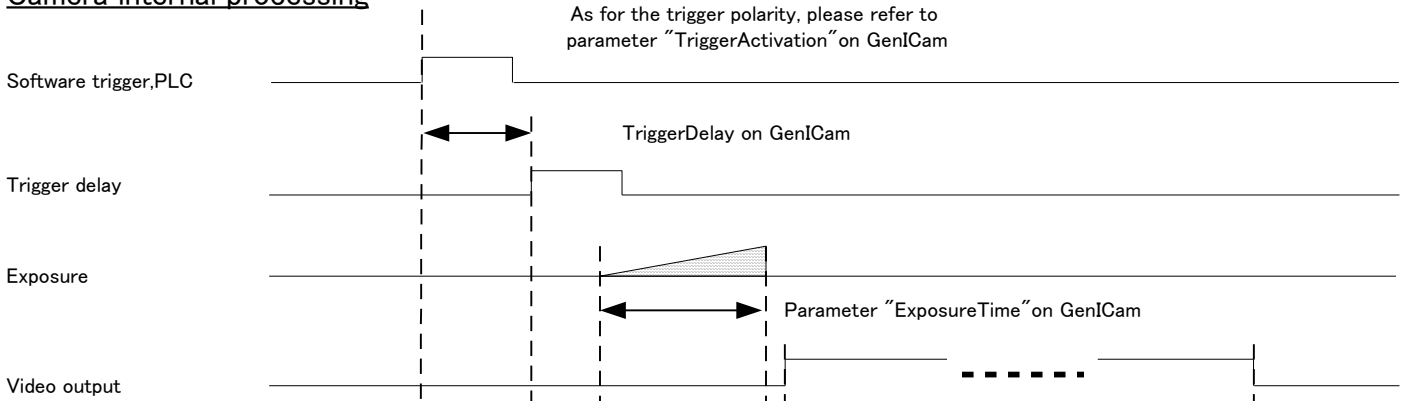 Camera internal processing
As for the trigger polarity, please refer to
parameter "TriggerActivation"on GenICam
Software trigger,PLC
TriggerDelay on GenICam
Trigger delay
Exposure
Parameter "ExposureTime"on GenICam
Video output